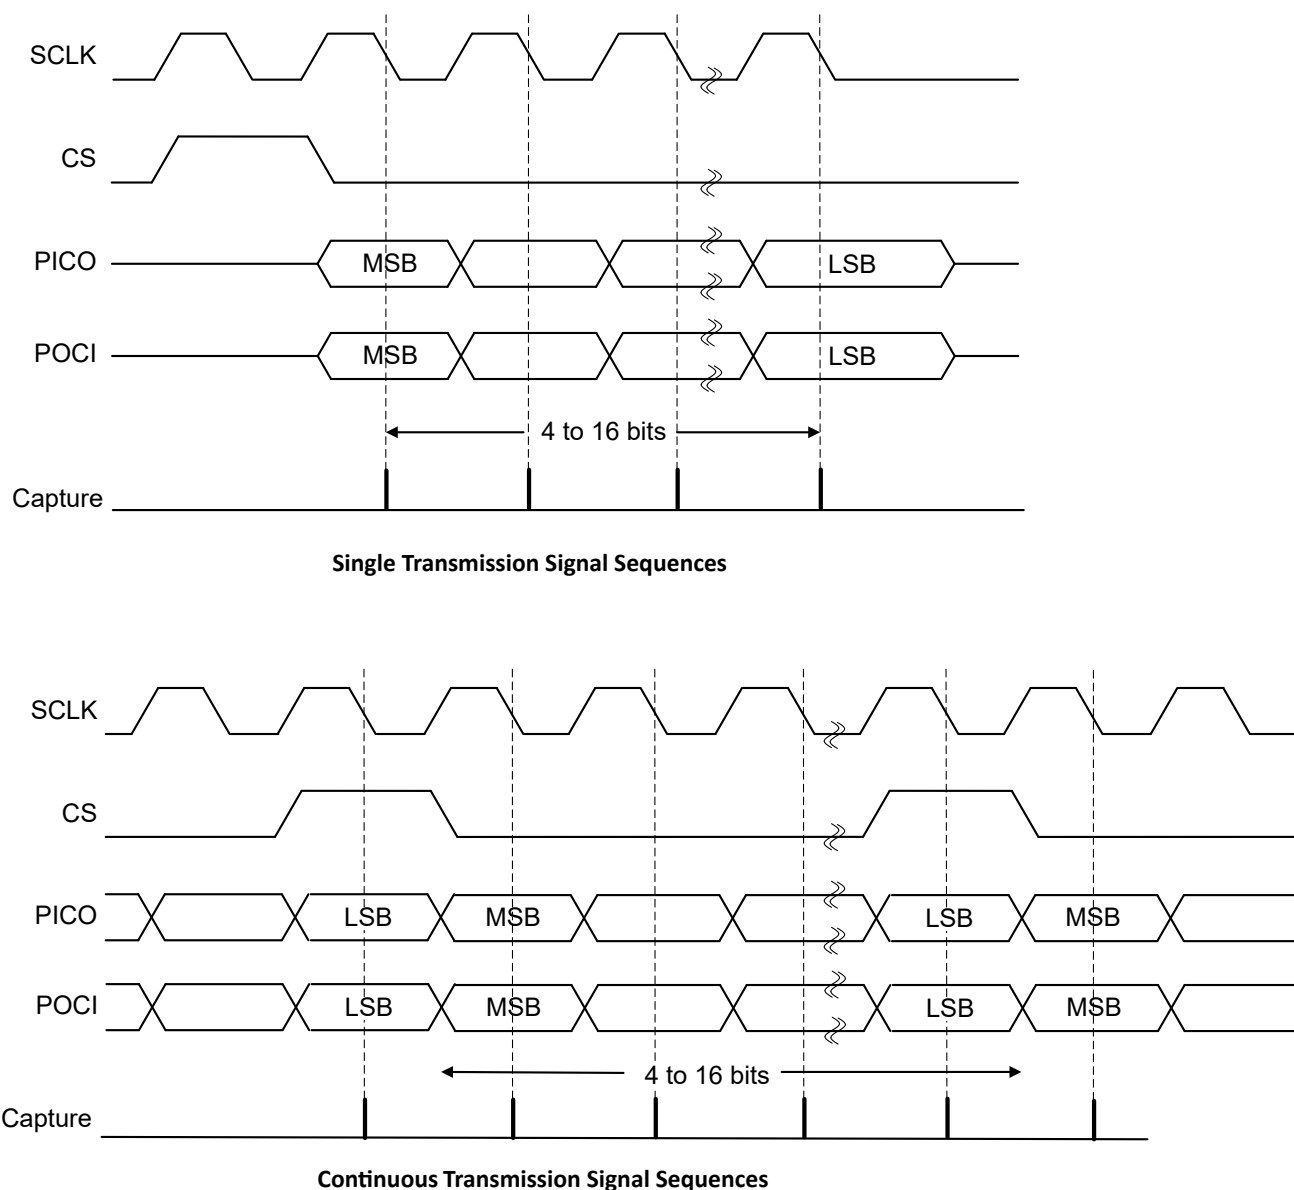 SCLK
CS
PICO MSB LSB
POCI MSB LSB
4 to 16 bits
Capture
Single Transmission Signal Sequences
SCLK
CS
PICO LSB MSB LSB MSB
POCI LSB MSB LSB MSB
4 to 16 bits
Capture
Continuous Transmission Signal Sequences